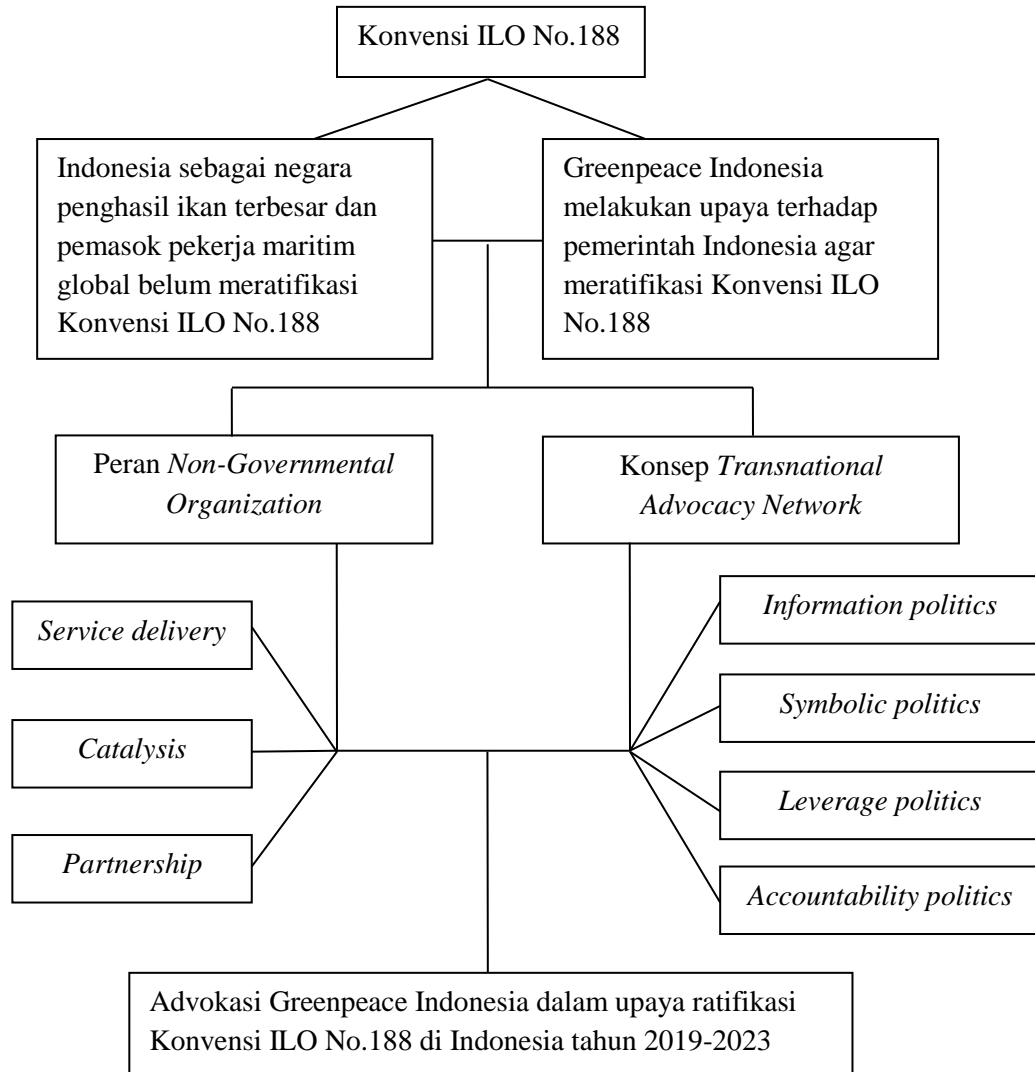 Konvensi ILO No.188
Indonesia sebagai negara
penghasil ikan terbesar dan
pemasok pekerja maritim
global belum meratifikasi
Konvensi ILO No.188
Greenpeace Indonesia
melakukan upaya terhadap
pemerintah Indonesia agar
meratifikasi Konvensi ILO
No.188
Peran Non-Governmental
Organization
Konsep Transnational
Advocacy Network
Service delivery
Catalysis
Partnership
Information politics
Symbolic politics
Leverage politics
Accountability politics
Advokasi Greenpeace Indonesia dalam upaya ratifikasi
Konvensi ILO No.188 di Indonesia tahun 2019-2023